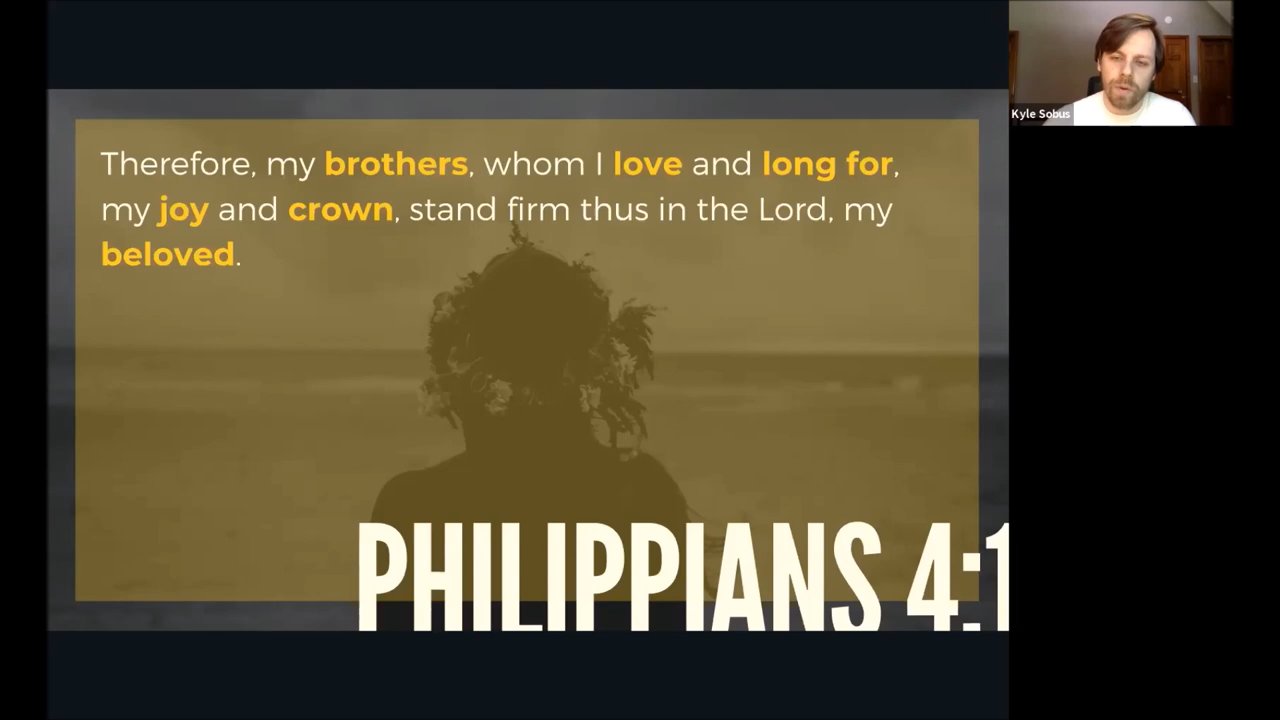 Therefore, my brothers, whom I love and long for,
my joy and crown, stand firm thus in the Lord, my
beloved.
PHILIPPIANS 4:1
Kyle Sobus